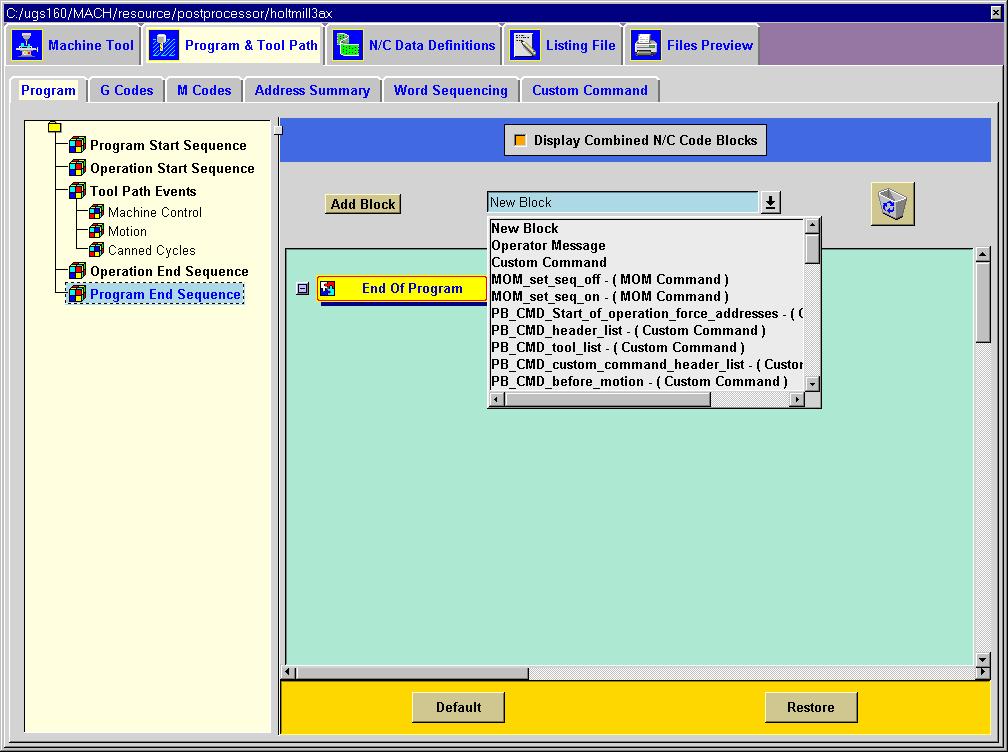 C:/ugs160/MACH/resource/postprocessor/holtmill3ax
Machine Tool
Program & Tool Path
N/C Data Definitions
Listing File
Files Preview
Program
G Codes
M Codes
Address Summary
Word Sequencing
Custom Command
Program Start Sequence
Operation Start Sequence
Tool Path Events
Machine Control
Motion
Canned Cycles
Operation End Sequence
Program End Sequence
Display Combined N/C Code Blocks
Add Block
New Block
New Block
Operator Message
Custom Command
MOM_set_seq_off - ( MOM Command )
MOM_set_seq_on - ( MOM Command )
PB_CMD_Start_of_operation_force_addresses - ( C
PB_CMD_header_list - ( Custom Command )
PB_CMD_tool_list - ( Custom Command )
PB_CMD_custom_command_header_list - ( Custor
PB_CMD_before_motion - ( Custom Command )
End Of Program
Default
Restore